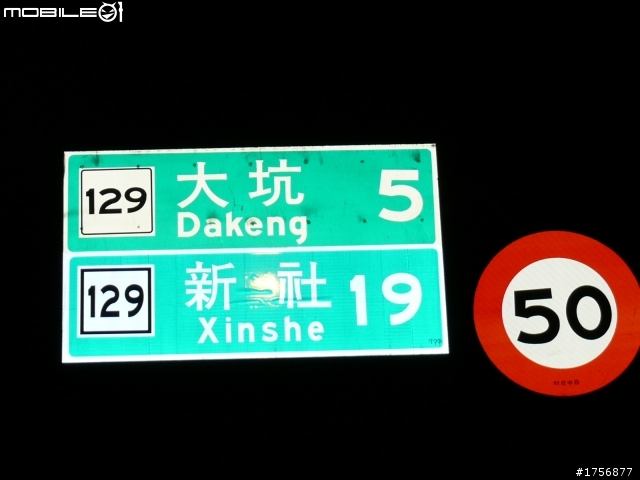 MOBILE01
129 大坑 5
Dakeng
129 新社 19
Xinshe
50
#1756877